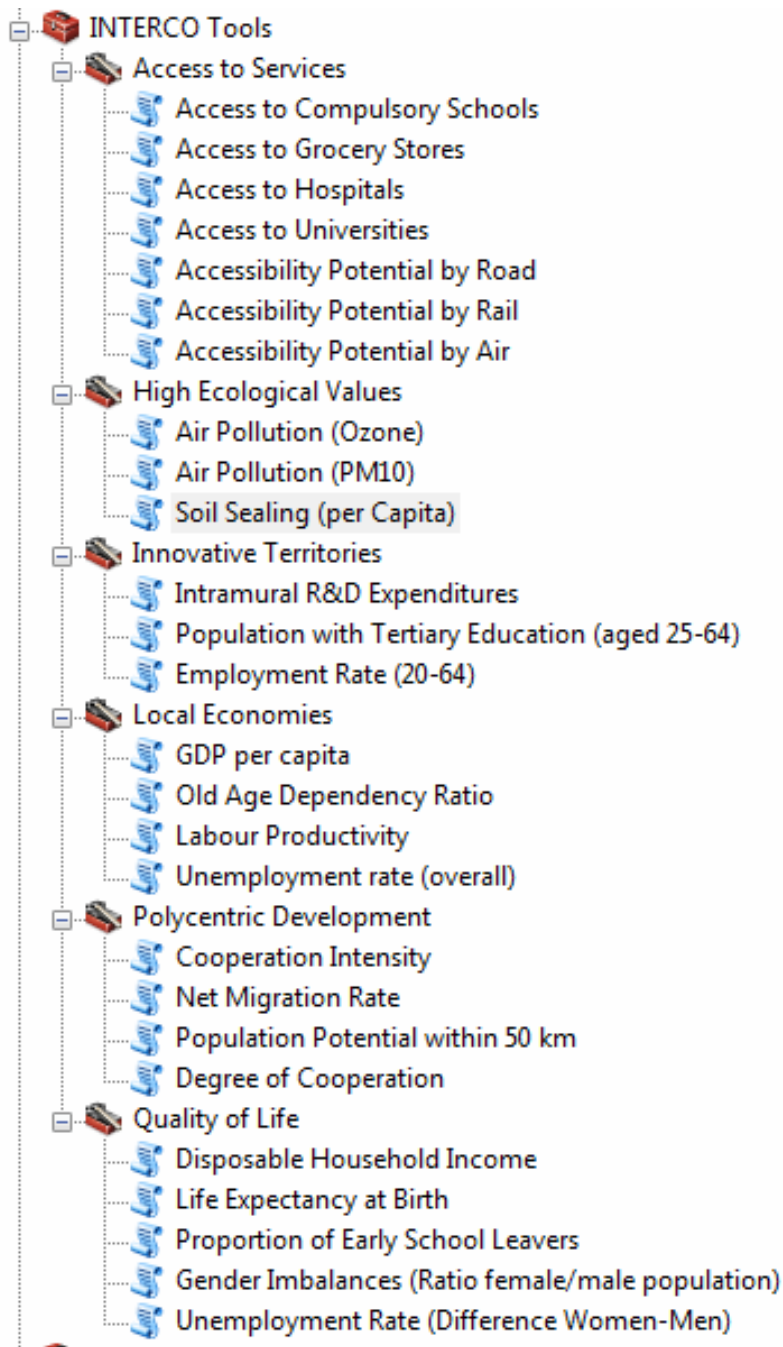 INTERCO Tools
Access to Services
Access to Compulsory Schools
Access to Grocery Stores
Access to Hospitals
Access to Universities
Accessibility Potential by Road
Accessibility Potential by Rail
Accessibility Potential by Air
High Ecological Values
Air Pollution (Ozone)
Air Pollution (PM10)
Soil Sealing (per Capita)
Innovative Territories
Intramural R&D Expenditures
Population with Tertiary Education (aged 25-64)
Employment Rate (20-64)
Local Economies
GDP per capita
Old Age Dependency Ratio
Labour Productivity
Unemployment rate (overall)
Polycentric Development
Cooperation Intensity
Net Migration Rate
Population Potential within 50 km
Degree of Cooperation
Quality of Life
Disposable Household Income
Life Expectancy at Birth
Proportion of Early School Leavers
Gender Imbalances (Ratio female/male population)
Unemployment Rate (Difference Women-Men)